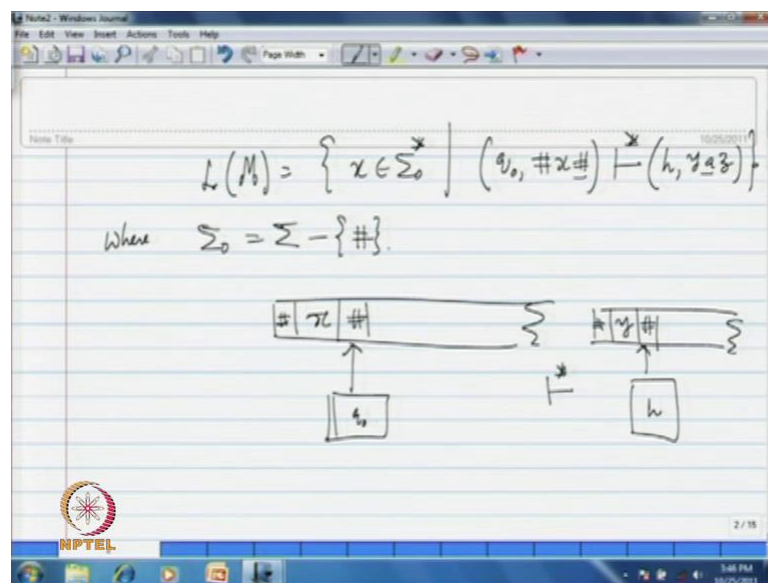 Note2 - Windows Journal
File Edit View Insert Actions Tools Help
Page Width
Note Title
10/25/2011
L(M) = { x ∈ Σ₀* | (q₀, #x#) ⊢* (h, yaz)}
Where Σ₀ = Σ - {#}.
# x # # y #
⊢*
q₀ h
NPTEL
2 / 15
3:46 PM
10/25/2011